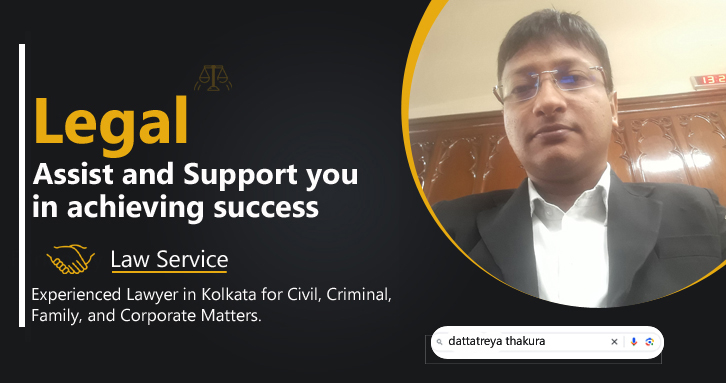 Legal
Assist and Support you
in achieving success
Law Service
Experienced Lawyer in Kolkata for Civil, Criminal,
Family, and Corporate Matters.
dattatreya thakura